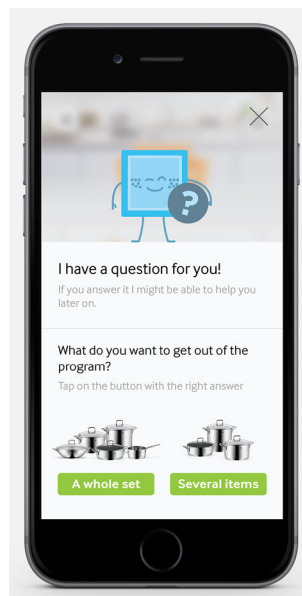 ?
I have a question for you!
If you answer it I might be able to help you
later on.
What do you want to get out of the
program?
Tap on the button with the right answer
A whole set
Several items